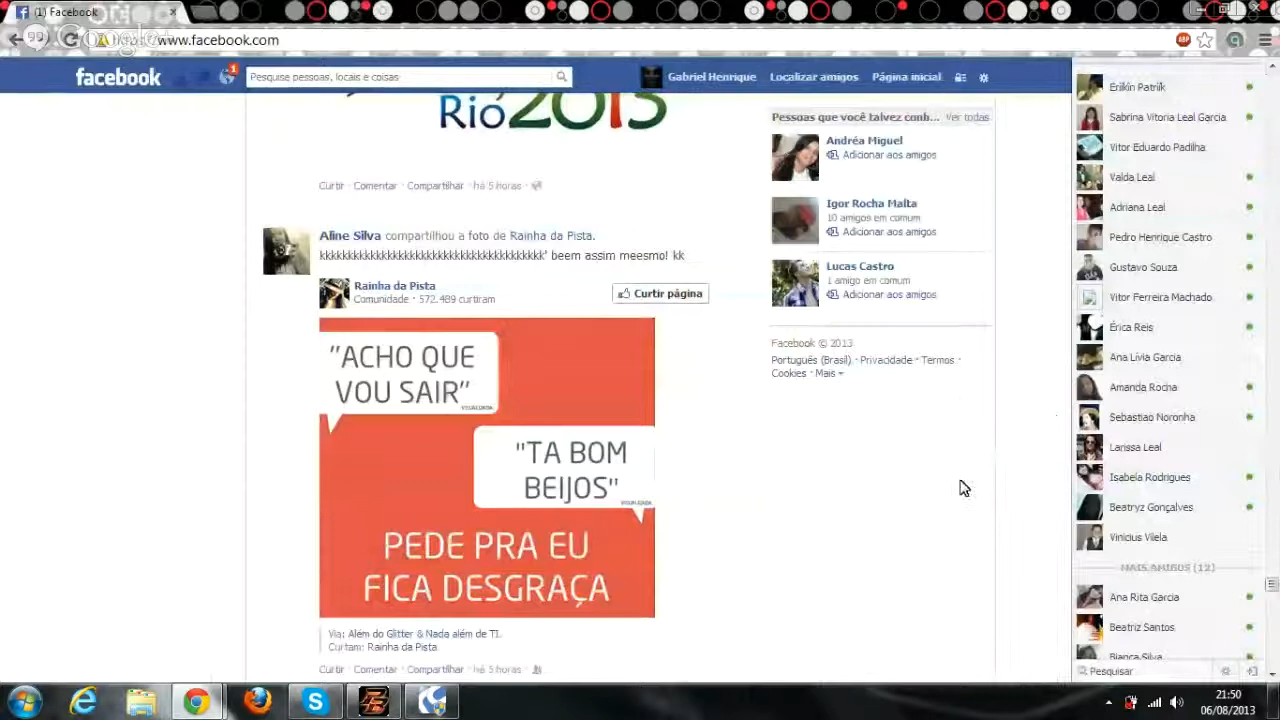 (1) Facebook
www.facebook.com
facebook
1
Pesquise pessoas, locais e coisas
Gabriel Henrique
Localizar amigos
Página inicial
Rio 2013
Curtir · Comentar · Compartilhar · há 5 horas ·
Aline Silva compartilhou a foto de Rainha da Pista.
kkkkkkkkkkkkkkkkkkkkkkkkkkkkkkkkkkkkk' beem assim meesmo! kk
Rainha da Pista
Comunidade · 572.489 curtiram
Curtir página
"ACHO QUE
VOU SAIR"
"TA BOM
BEIJOS"
PEDE PRA EU
FICA DESGRAÇA
Via: Além do Glitter & Nada além de TI.
Curtam: Rainha da Pista
Curtir · Comentar · Compartilhar · há 5 horas ·
Pessoas que você talvez conh...
Ver todas
Andréa Miguel
Adicionar aos amigos
Igor Rocha Malta
10 amigos em comum
Adicionar aos amigos
Lucas Castro
1 amigo em comum
Adicionar aos amigos
Facebook © 2013
Português (Brasil) · Privacidade · Termos ·
Cookies · Mais
Erikin Patrik
Sabrina Vitoria Leal Garcia
Vitor Eduardo Padilha
Valda Leal
Adriana Leal
Pedro Henrique Castro
Gustavo Souza
Vitor Ferreira Machado
Érica Reis
Ana Lívia Garcia
Amanda Rocha
Sebastiao Noronha
Larissa Leal
Isabela Rodrigues
Beatryz Gonçalves
Vinicius Vilela
MAIS AMIGOS (12)
Ana Rita Garcia
Beatriz Santos
Bianca Silva
Pesquisar
21:50
06/08/2013